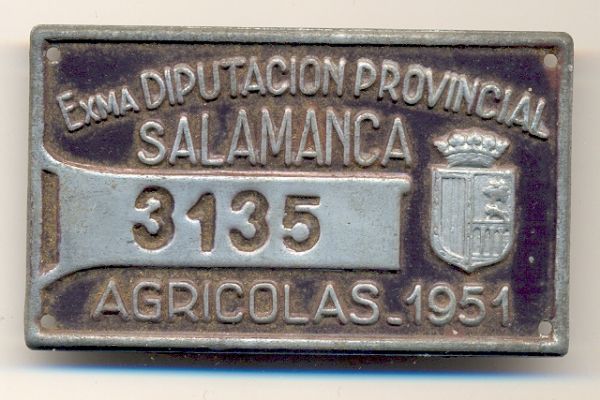 EXMA DIPUTACION PROVINCIAL
SALAMANCA
3135
AGRICOLAS_1951